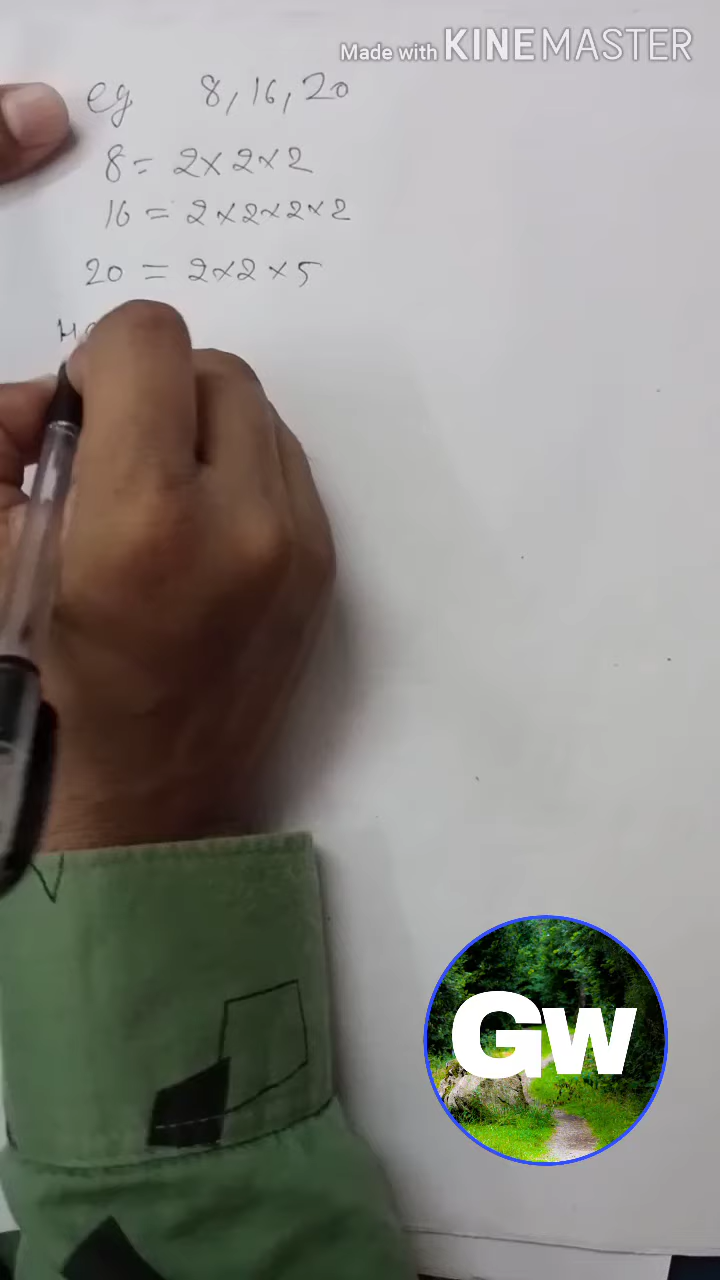 Made with KINEMASTER
eg 8, 16, 20
8 = 2×2×2
16 = 2×2×2×2
20 = 2×2×5
GW